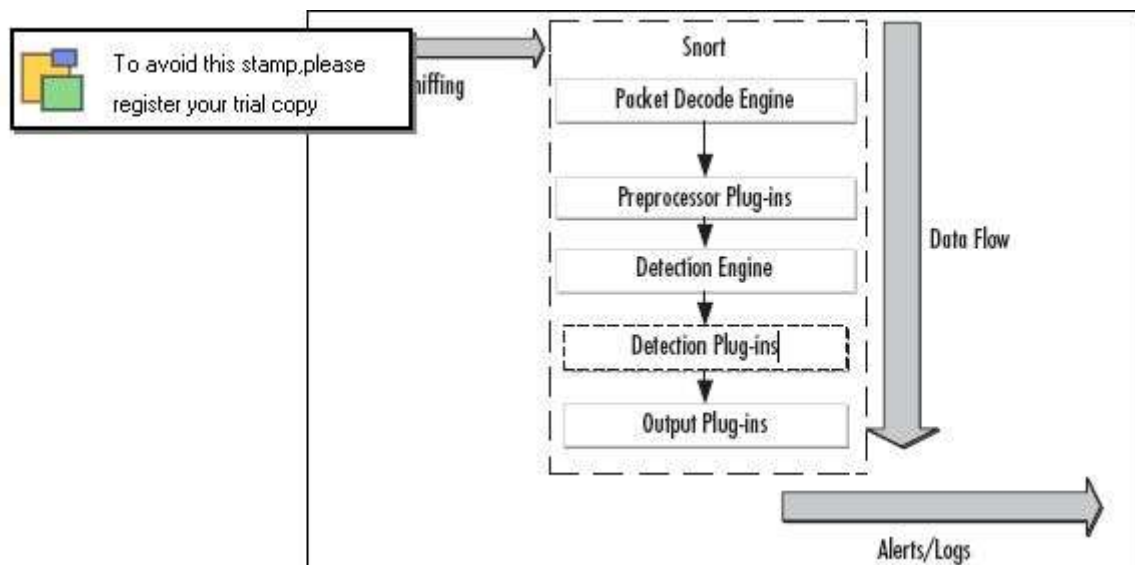 To avoid this stamp,please
register your trial copy
Snort
Packet Decode Engine
Preprocessor Plug-ins
Detection Engine
Detection Plug-ins
Output Plug-ins
Data Flow
Alerts/Logs